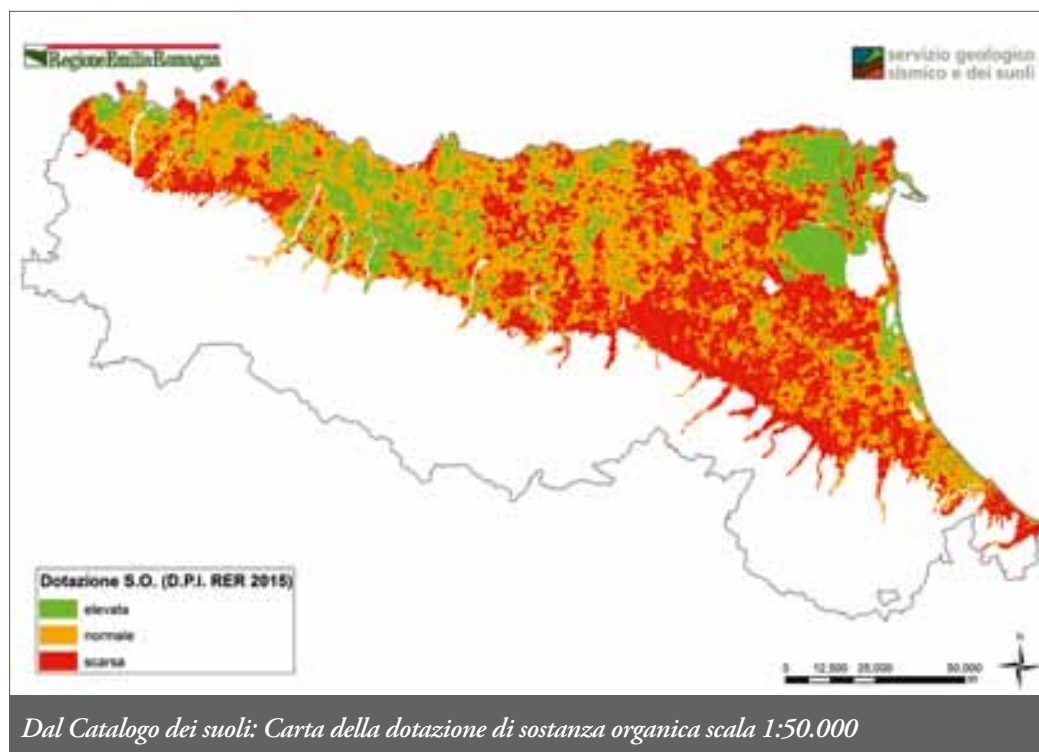 RegioneEmiliaRomagna
servizio geologico
sismico e dei suoli
Dotazione S.O. (D.P.I. RER 2015)
elevata
normale
scarsa
N
0 12,500 25,000 50,000
m
Dal Catalogo dei suoli: Carta della dotazione di sostanza organica scala 1:50.000